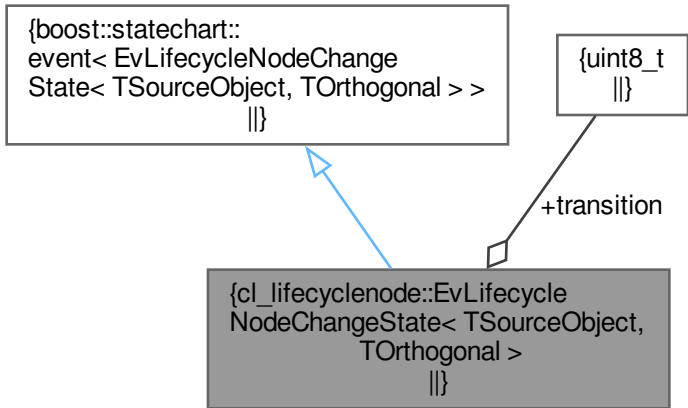 {boost::statechart::
event< EvLifecycleNodeChange
State< TSourceObject, TOrthogonal > >
||}
{uint8_t
||}
+transition
{cl_lifecyclenode::EvLifecycle
NodeChangeState< TSourceObject,
TOrthogonal >
||}